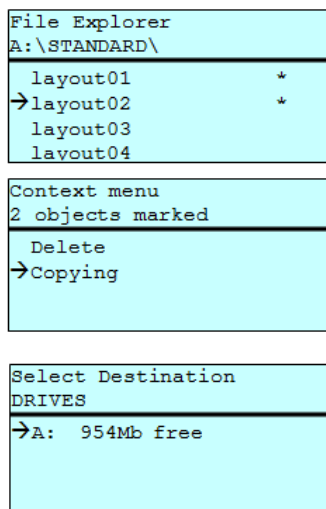 File Explorer
A:\STANDARD\
layout01 *
→layout02 *
layout03
layout04
Context menu
2 objects marked
Delete
→Copying
Select Destination
DRIVES
→A: 954Mb free